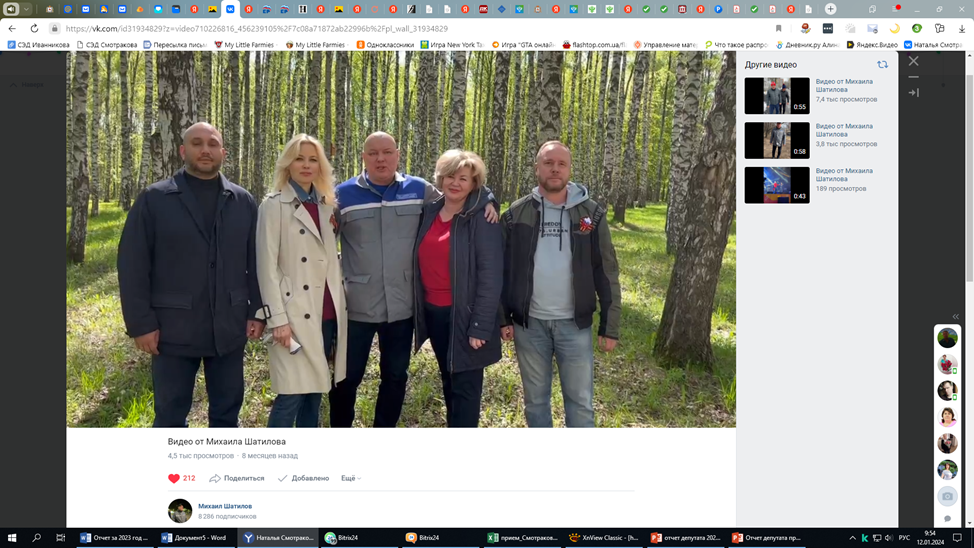 https://vk.com/id31934829?z=video710226816_456239105%2F7c08a71872ab22996b%2Fpl_wall_31934829
СЭД Иванникова
СЭД Смотракова
Пересылка письм
My Little Farmies -
My Little Farmies -
Одноклассники
Игра New York Ta
Игра "GTA онлайн
flashtop.com.ua/fl
Управление матер
Что такое распро
Дневник.ру Алин
Яндекс.Видео
Наталья Смотра
Другие видео
0:55
Видео от Михаила
Шатилова
7,4 тыс просмотров
0:58
Видео от Михаила
Шатилова
3,8 тыс просмотров
0:43
Видео от Михаила
Шатилова
189 просмотров
Видео от Михаила Шатилова
4,5 тыс просмотров · 8 месяцев назад
212
Поделиться
Добавлено
Ещё
Михаил Шатилов
8 286 подписчиков
Отчет за 2023 год ...
Документ5 - Word
Наталья Смотрако...
Bitrix24
Bitrix24
прием_Смотраков...
XnView Classic - [h...
отчет депутата 202...
Отчет депутата пр...
РУС
9:54
12.01.2024